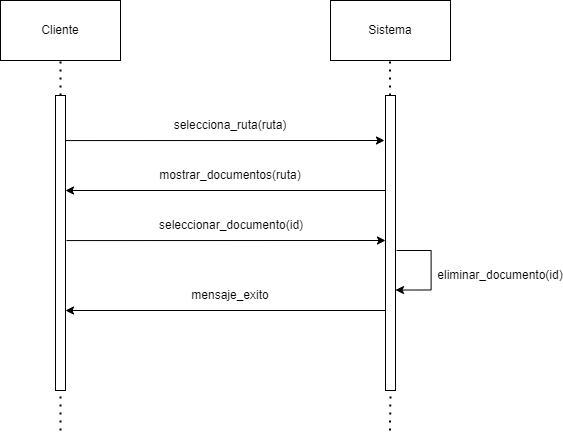 Cliente
Sistema
selecciona_ruta(ruta)
mostrar_documentos(ruta)
seleccionar_documento(id)
eliminar_documento(id)
mensaje_exito